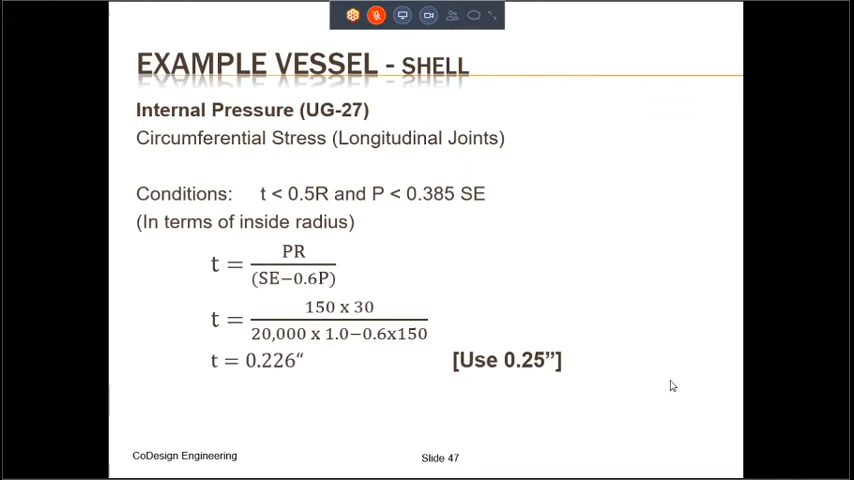 EXAMPLE VESSEL - SHELL
Internal Pressure (UG-27)
Circumferential Stress (Longitudinal Joints)
Conditions: t < 0.5R and P < 0.385 SE
(In terms of inside radius)
t = PR / (SE−0.6P)
t = 150 x 30 / 20,000 x 1.0−0.6x150
t = 0.226“ [Use 0.25”]
CoDesign Engineering Slide 47